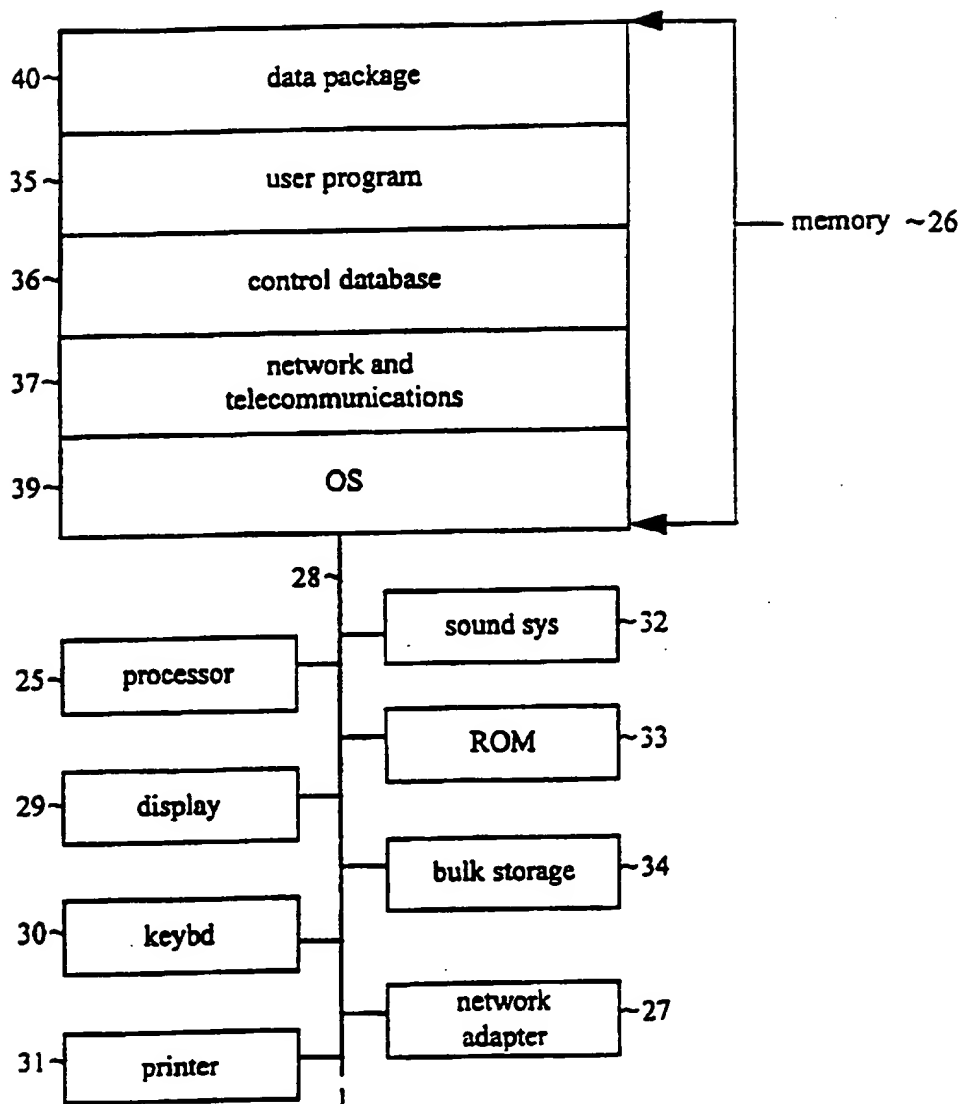 40~ data package
35~ user program
memory ~26
36~ control database
37~ network and
telecommunications
39~ OS
28~
sound sys ~32
25~ processor
ROM ~33
29~ display
bulk storage ~34
30~ keybd
network
adapter ~27
31~ printer